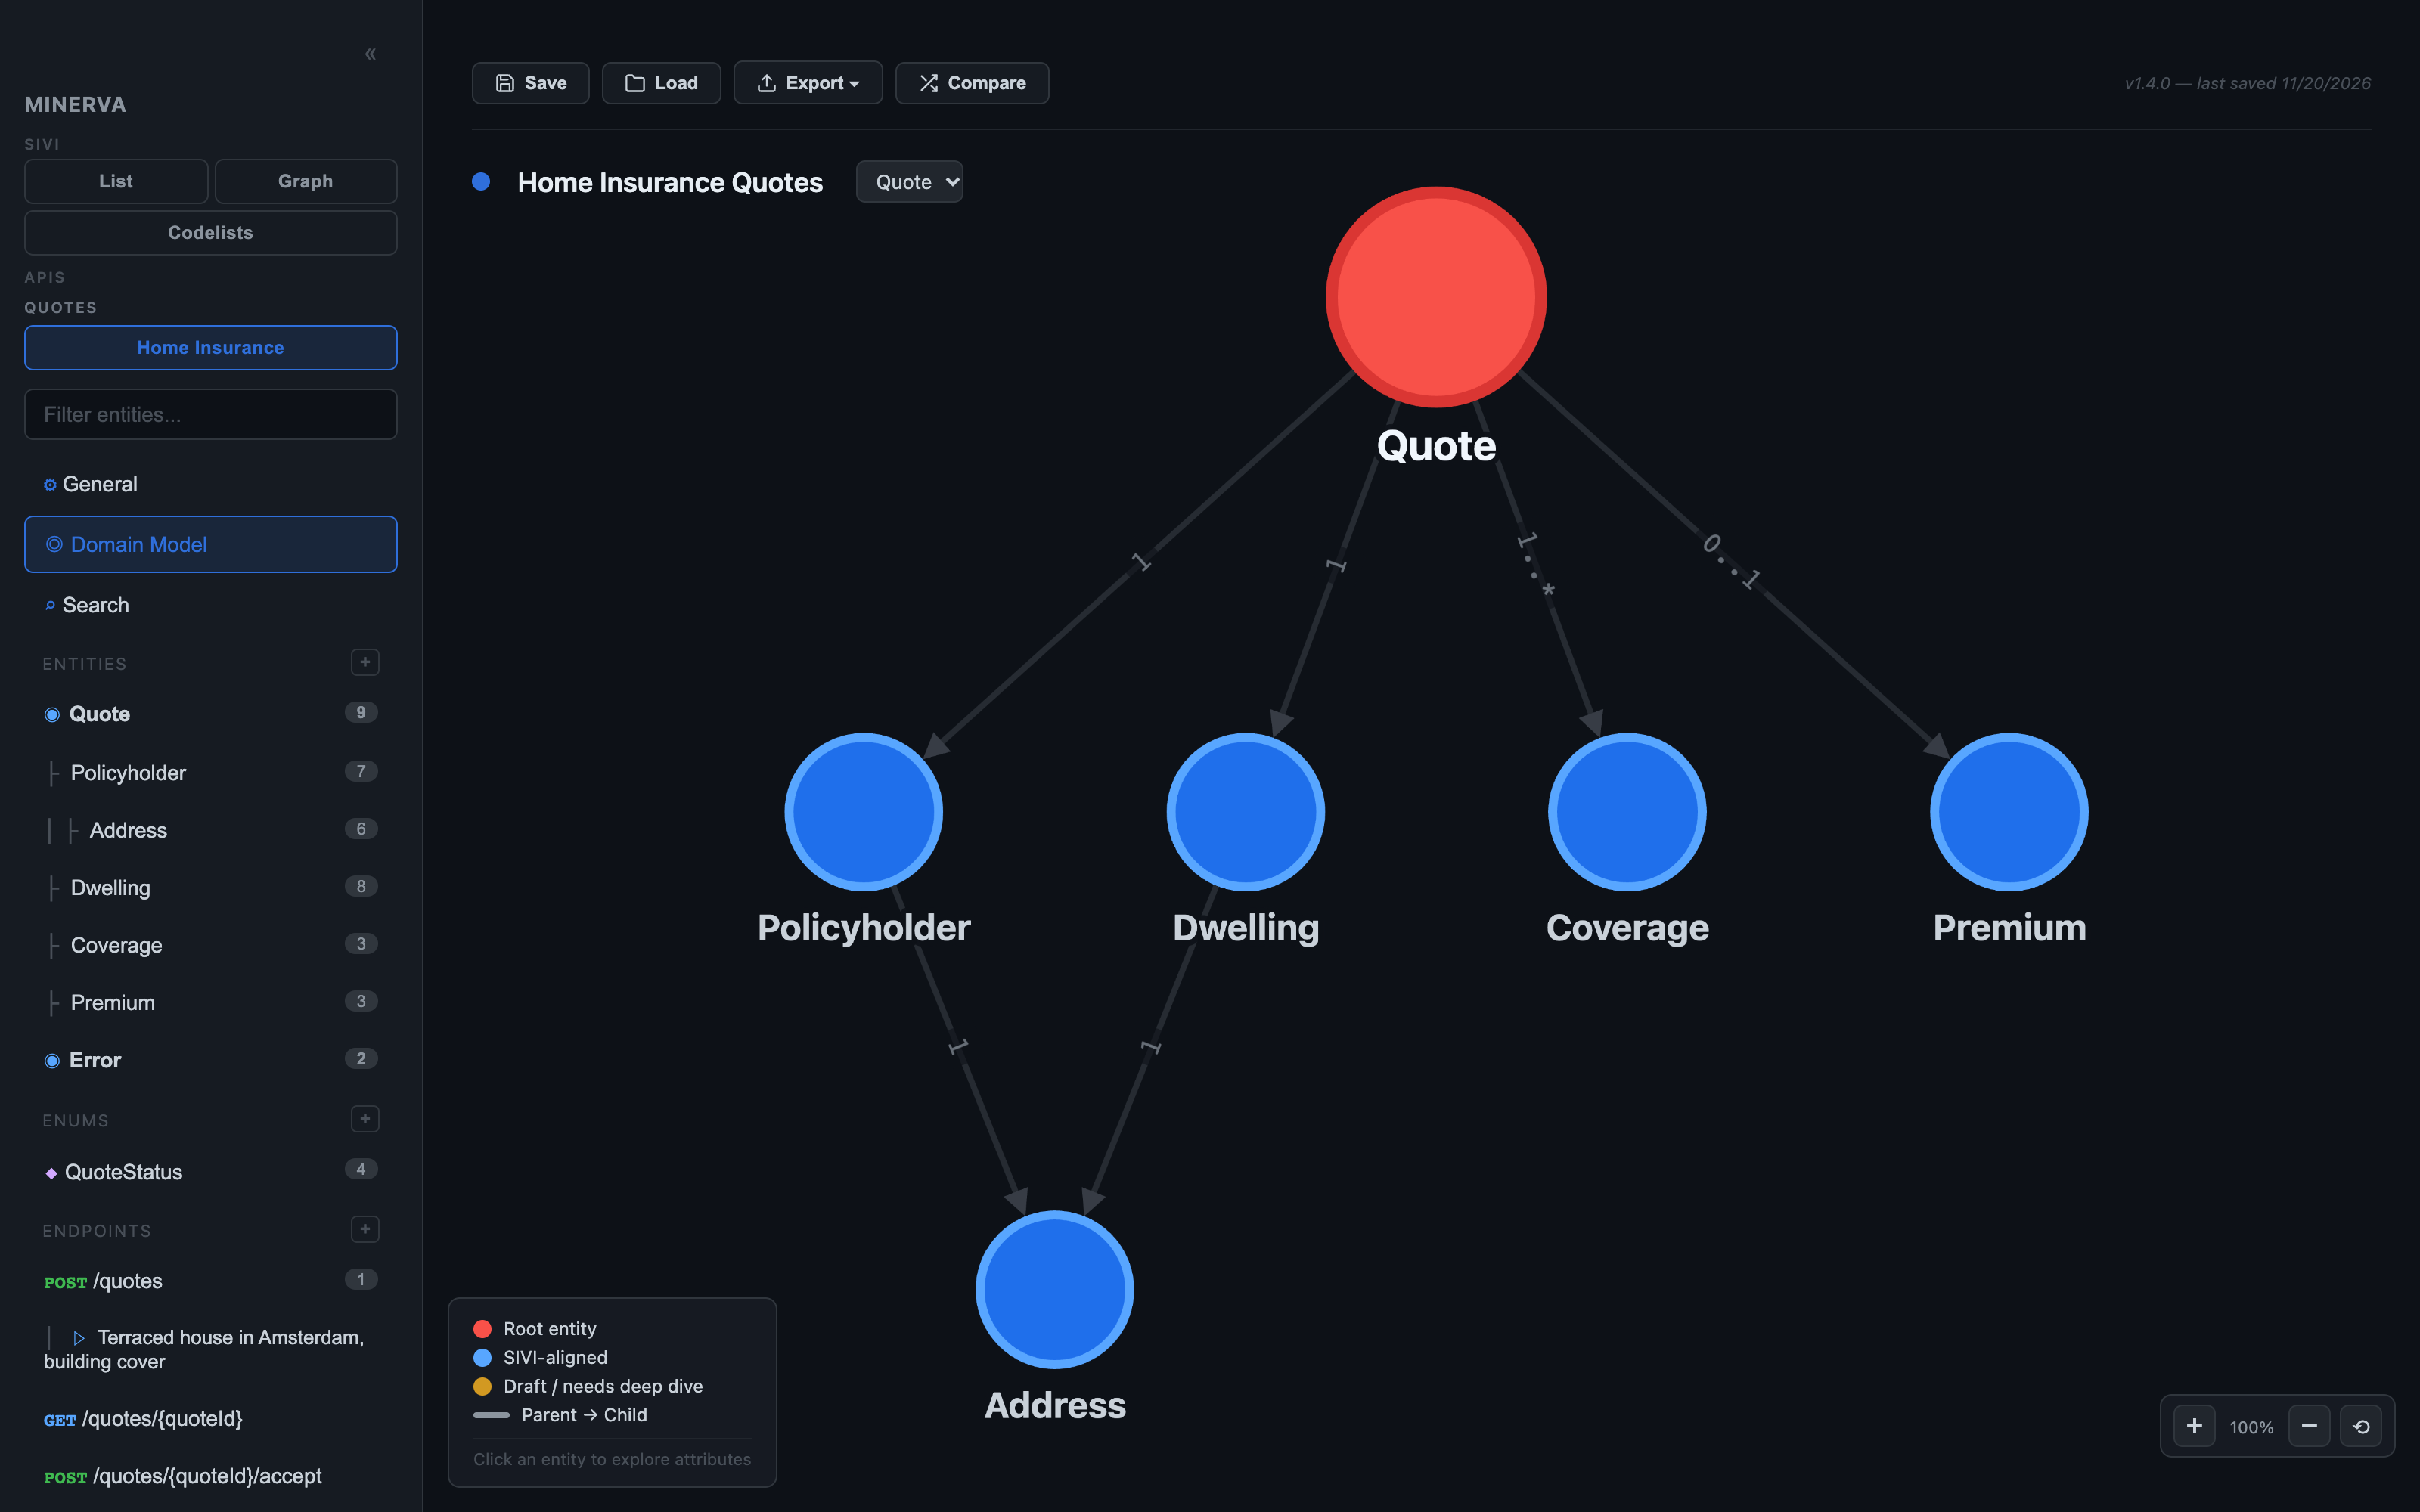 «
MINERVA
SIVI
List
Graph
Codelists
APIS
QUOTES
Home Insurance
Filter entities...
General
Domain Model
Search
ENTITIES +
Quote 9
Policyholder 7
Address 6
Dwelling 8
Coverage 3
Premium 3
Error 2
ENUMS +
QuoteStatus 4
ENDPOINTS +
POST /quotes 1
Terraced house in Amsterdam,
building cover
GET /quotes/{quoteId}
POST /quotes/{quoteId}/accept
Save
Load
Export
Compare
v1.4.0 — last saved 11/20/2026
Home Insurance Quotes
Quote
Quote
1
1
1..*
0..1
Policyholder
Dwelling
Coverage
Premium
1
1
Address
Root entity
SIVI-aligned
Draft / needs deep dive
Parent → Child
Click an entity to explore attributes
+ 100% −